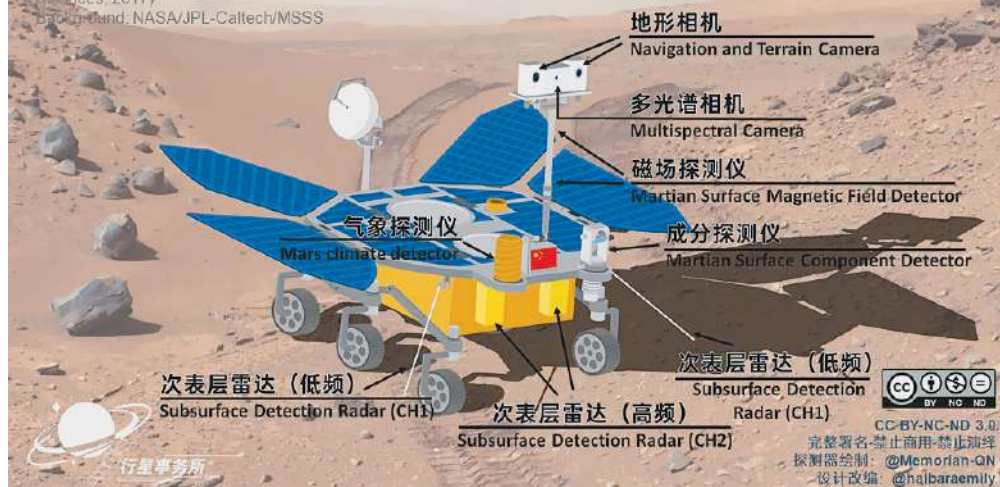 Background: NASA/JPL-Caltech/MSSS
地形相机
Navigation and Terrain Camera
多光谱相机
Multispectral Camera
磁场探测仪
Martian Surface Magnetic Field Detector
气象探测仪
Mars climate detector
成分探测仪
Martian Surface Component Detector
次表层雷达（低频）
Subsurface Detection Radar (CH1)
次表层雷达（高频）
Subsurface Detection Radar (CH2)
次表层雷达（低频）
Subsurface Detection
Radar (CH1)
cc
BY NC ND
CC-BY-NC-ND 3.0
完整署名-禁止商用-禁止演绎
探测器绘制：@Memorian-QN
设计改编：@haibaraemily
行星事务所